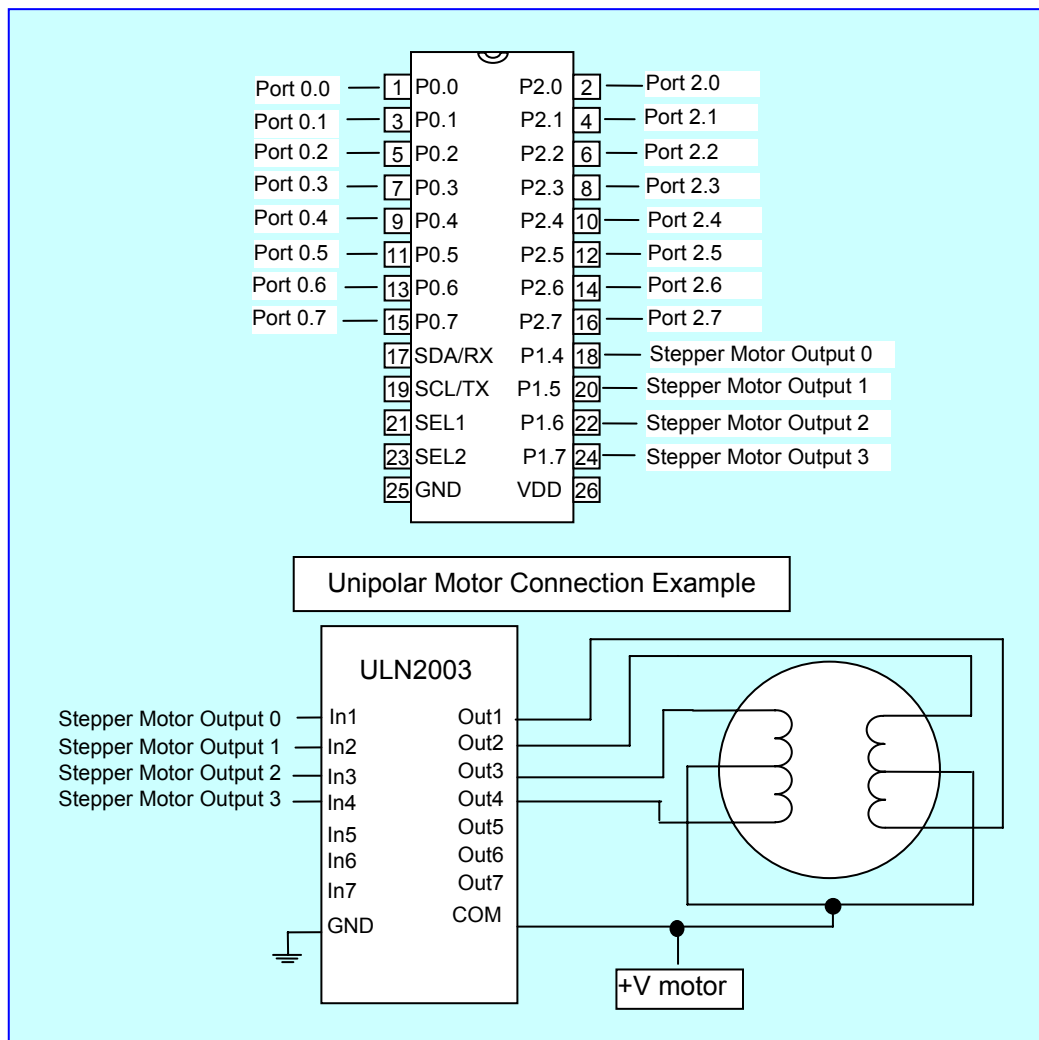 Port 0.0 1 P0.0 P2.0 2 Port 2.0
Port 0.1 3 P0.1 P2.1 4 Port 2.1
Port 0.2 5 P0.2 P2.2 6 Port 2.2
Port 0.3 7 P0.3 P2.3 8 Port 2.3
Port 0.4 9 P0.4 P2.4 10 Port 2.4
Port 0.5 11 P0.5 P2.5 12 Port 2.5
Port 0.6 13 P0.6 P2.6 14 Port 2.6
Port 0.7 15 P0.7 P2.7 16 Port 2.7
17 SDA/RX P1.4 18 Stepper Motor Output 0
19 SCL/TX P1.5 20 Stepper Motor Output 1
21 SEL1 P1.6 22 Stepper Motor Output 2
23 SEL2 P1.7 24 Stepper Motor Output 3
25 GND VDD 26
Unipolar Motor Connection Example
ULN2003
Stepper Motor Output 0 In1 Out1
Stepper Motor Output 1 In2 Out2
Stepper Motor Output 2 In3 Out3
Stepper Motor Output 3 In4 Out4
In5 Out5
In6 Out6
In7 Out7
GND COM
+V motor